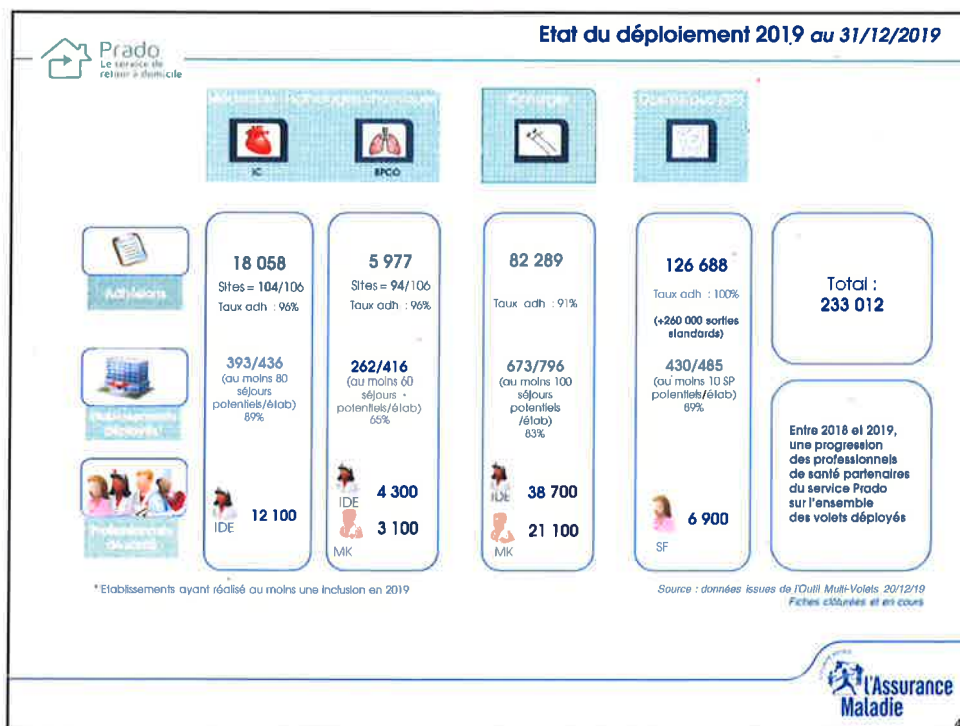 Etat du déploiement 2019 au 31/12/2019
Prado
Le service de
retour à domicile
IC
BPCO
Chirurgie
Adhésions
18 058
Sites = 104/106
Taux adh : 96%
5 977
Sites = 94/106
Taux adh : 96%
82 289
Taux adh : 91%
126 688
Taux adh : 100%
(+260 000 sorties
standards)
Total :
233 012
Etablissements
déployés*
393/436
(au moins 80
séjours
potentiels/étab)
89%
262/416
(au moins 60
séjours
potentiels/étab)
65%
673/796
(au moins 100
séjours
potentiels
/étab)
83%
430/485
(au moins 10 SP
potentiels/étab)
89%
Entre 2018 et 2019,
une progression
des professionnels
de santé partenaires
du service Prado
sur l'ensemble
des volets déployés
Professionnels
de santé
IDE
12 100
IDE
4 300
MK
3 100
IDE
38 700
MK
21 100
SF
6 900
* Etablissements ayant réalisé au moins une inclusion en 2019
Source : données issues de l'Outil Multi-Volets 20/12/19
Fiches clôturées et en cours
l'Assurance
Maladie